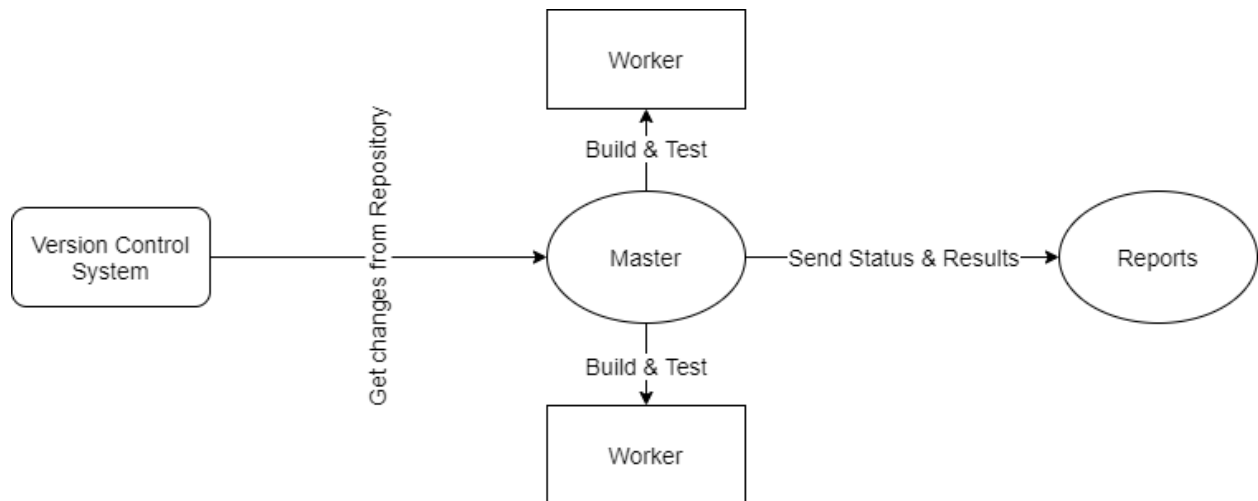 Worker
Build & Test
Get changes from Repository
Version Control
System
Master
Send Status & Results
Reports
Build & Test
Worker